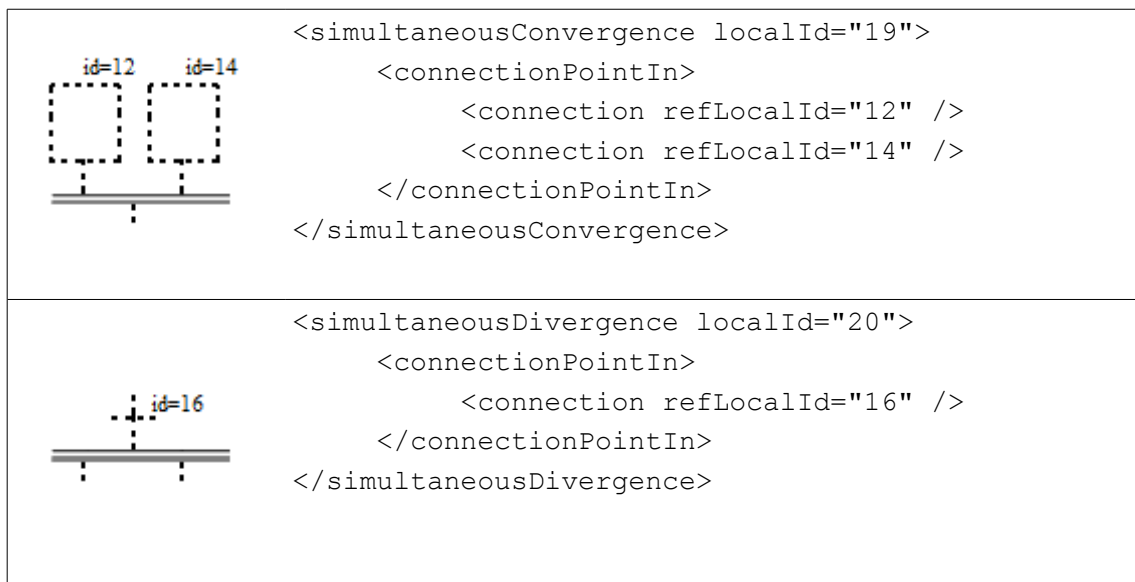 <simultaneousConvergence localId="19">
id=12 id=14
<connectionPointIn>
<connection refLocalId="12" />
<connection refLocalId="14" />
</connectionPointIn>
</simultaneousConvergence>
<simultaneousDivergence localId="20">
<connectionPointIn>
id=16
<connection refLocalId="16" />
</connectionPointIn>
</simultaneousDivergence>